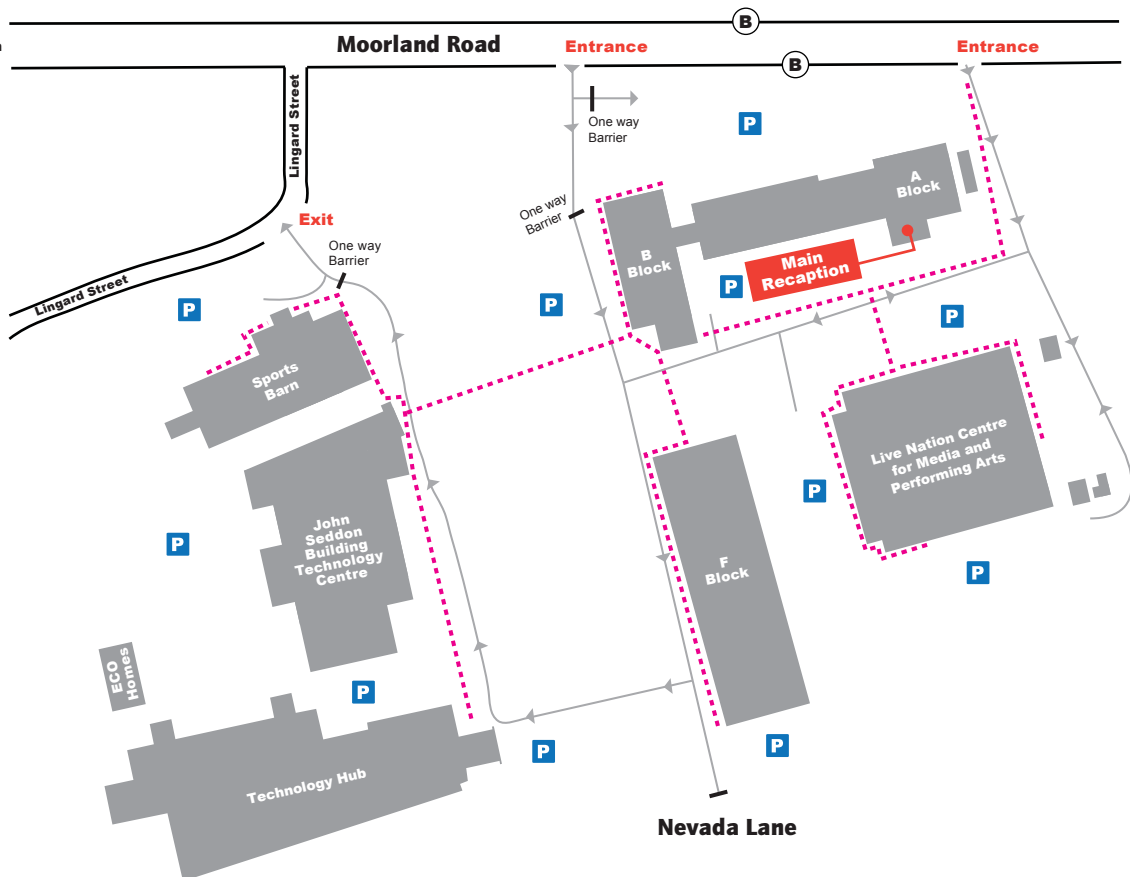 B
Moorland Road
Entrance
Entrance
B
Lingard Street
One way
Barrier
P
A
Block
One way
Barrier
Exit
One way
Barrier
B
Block
Main
Recaption
P
P
P
P
Lingard Street
Sports
Barn
Live Nation Centre
for Media and
Performing Arts
P
P
John
Seddon
Building
Technology
Centre
F
Block
P
ECO
Homes
P
P
P
Technology Hub
Nevada Lane